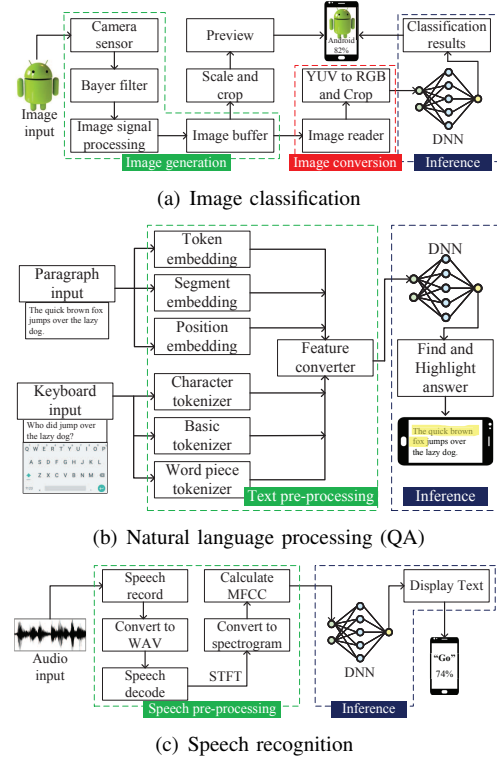 Image
input
Camera
sensor
Bayer filter
Image signal
processing
Image generation
Preview
Scale and
crop
Image buffer
Android
82%
YUV to RGB
and Crop
Image reader
Image conversion
Classification
results
DNN
Inference
(a) Image classification
Paragraph
input
The quick brown fox
jumps over the lazy
dog.
Keyboard
input
Who did jump over
the lazy dog?
Q W E R T Y U I O P
A S D F G H J K L
Z X C V B N M
Token
embedding
Segment
embedding
Position
embedding
Character
tokenizer
Basic
tokenizer
Word piece
tokenizer
Feature
converter
Text pre-processing
DNN
Find and
Highlight
answer
The quick brown
fox jumps over
the lazy dog.
Inference
(b) Natural language processing (QA)
Audio
input
Speech
record
Convert to
WAV
Speech
decode
STFT
Calculate
MFCC
Convert to
spectrogram
Speech pre-processing
DNN
Display Text
"Go"
74%
Inference
(c) Speech recognition